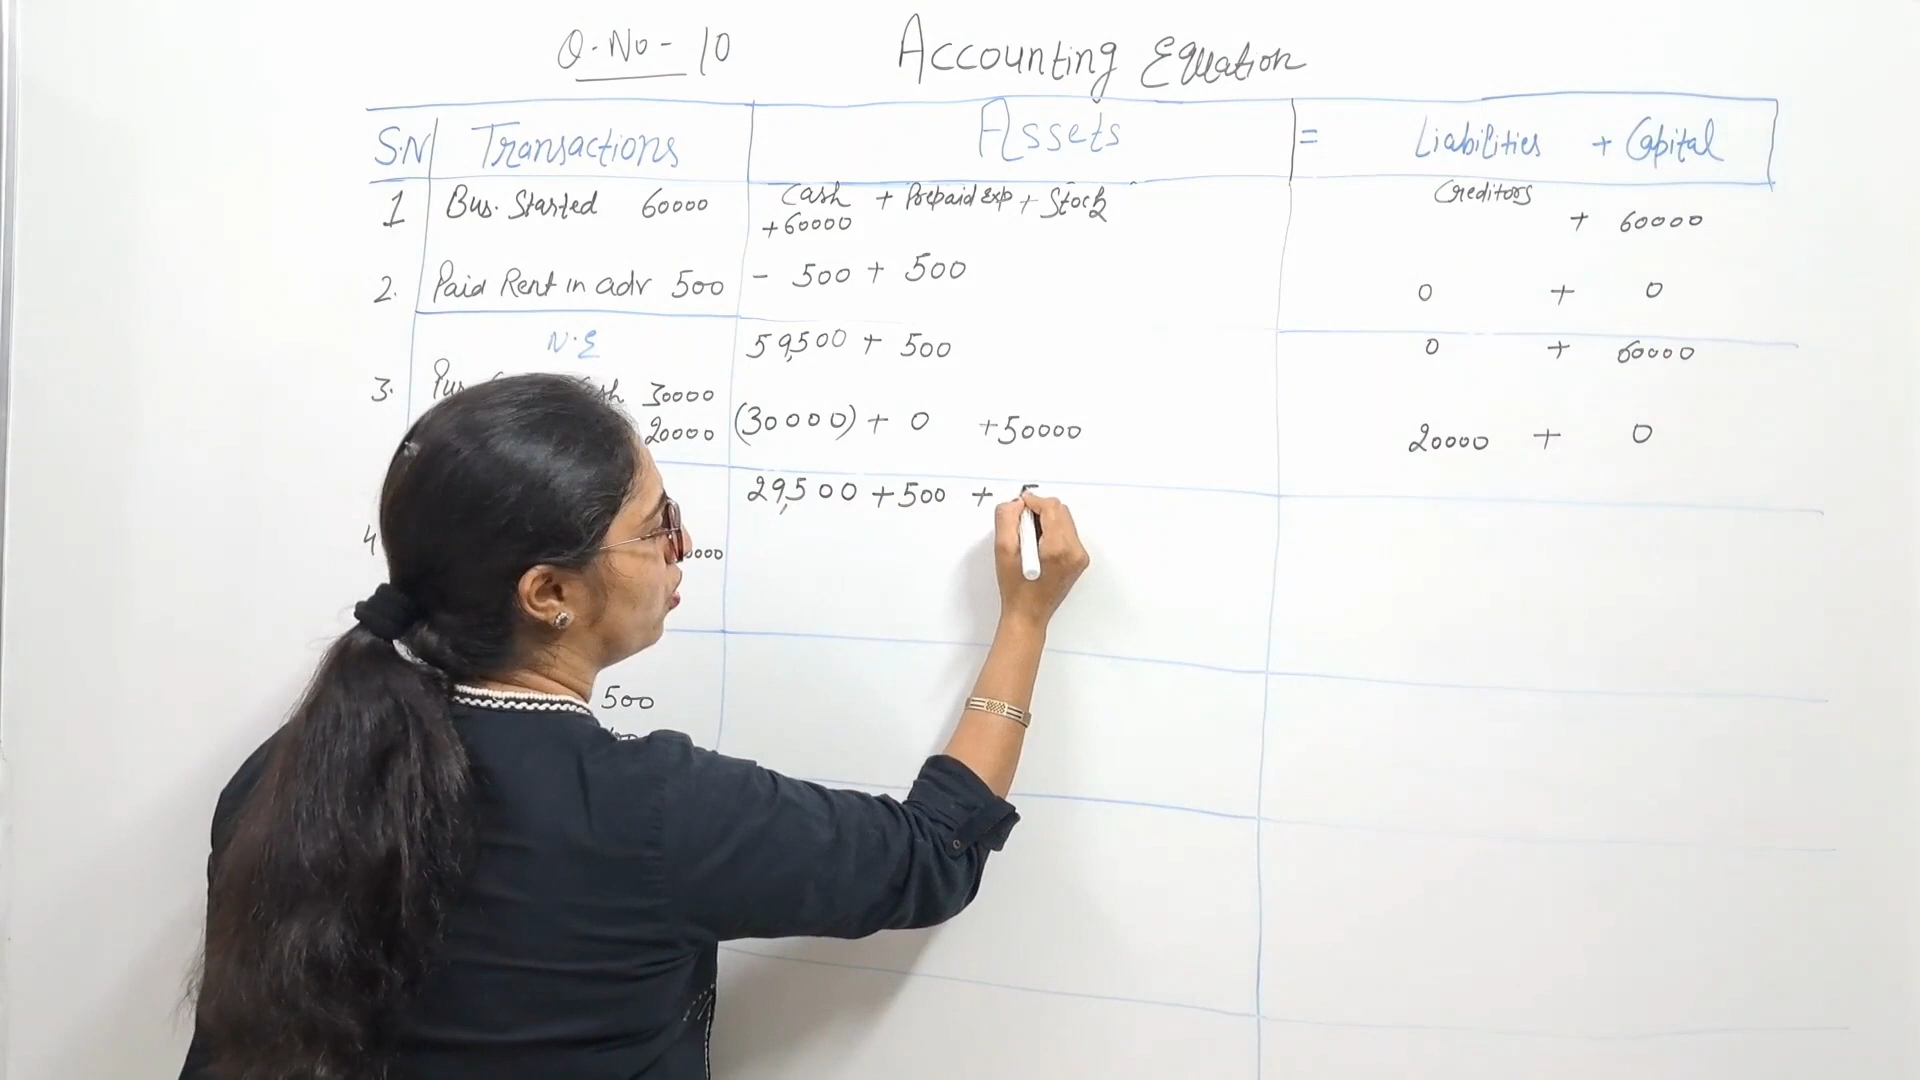 Q.No - 10 Accounting Equation
S.N Transactions Assets = Liabilities + Capital
Cash + Prepaid Exp + Stock Creditors
1 Bus. Started 60000 +60000 + 60000
2. Paid Rent in adv 500 - 500 + 500 0 + 0
N.E 59,500 + 500 0 + 60000
3. 30000
20000 (30000) + 0 +50000 20000 + 0
29,500 +500 +
4
500